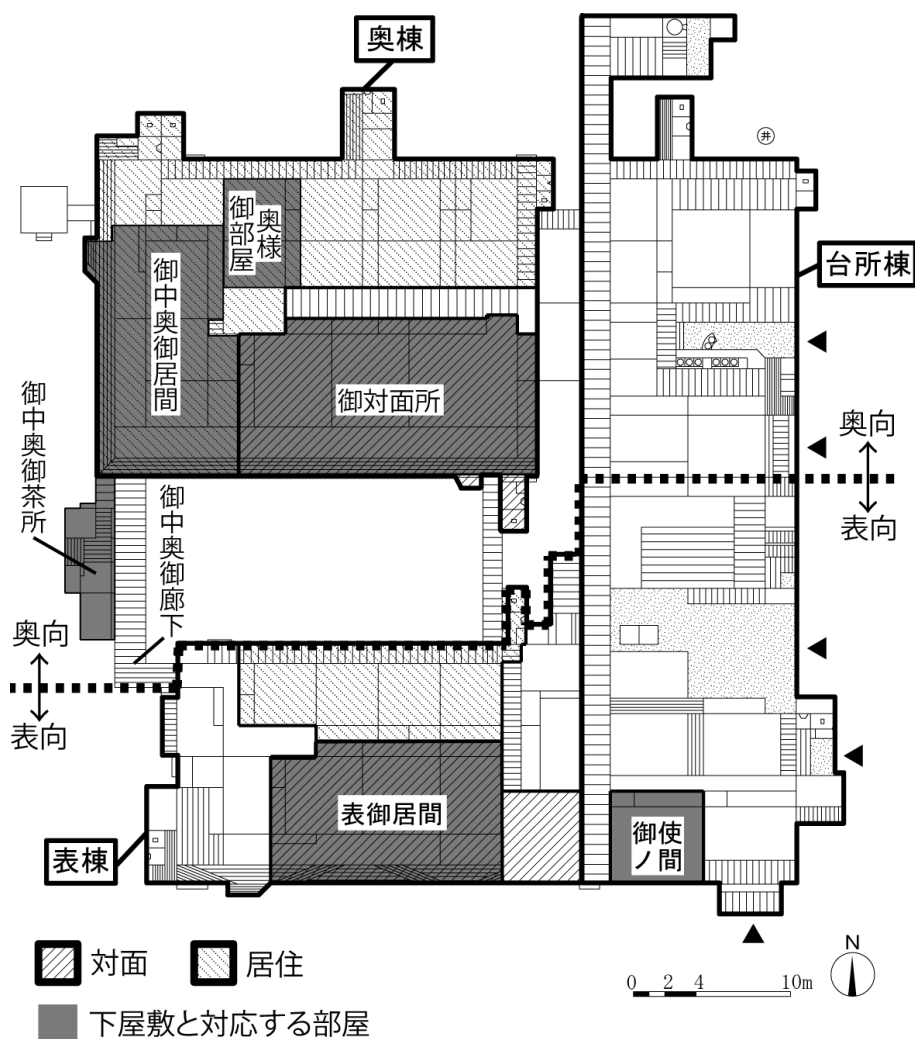 奥棟
井
奥様
御部屋
台所棟
御中奥御居間
御対面所
御中奥御茶所
御中奥御廊下
奥向
表向
奥向
表向
表御居間
御使
ノ間
表棟
対面
居住
下屋敷と対応する部屋
N
0 2 4 10m